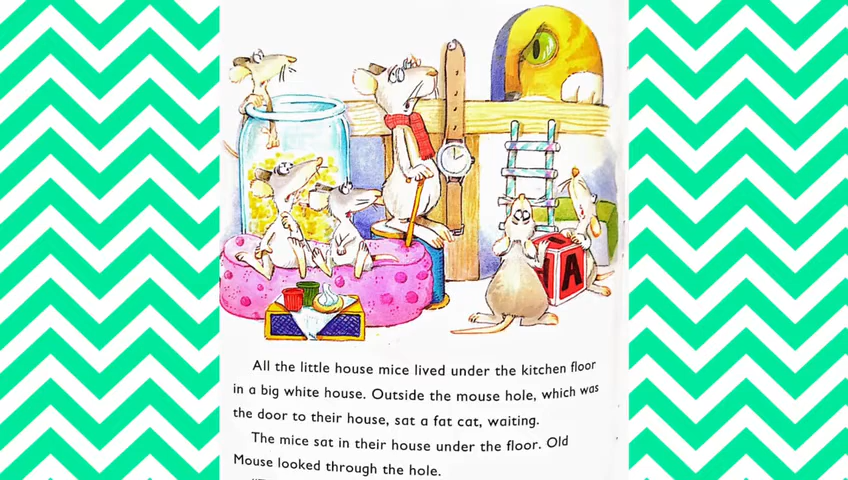 A
All the little house mice lived under the kitchen floor
in a big white house. Outside the mouse hole, which was
the door to their house, sat a fat cat, waiting.
The mice sat in their house under the floor. Old
Mouse looked through the hole.